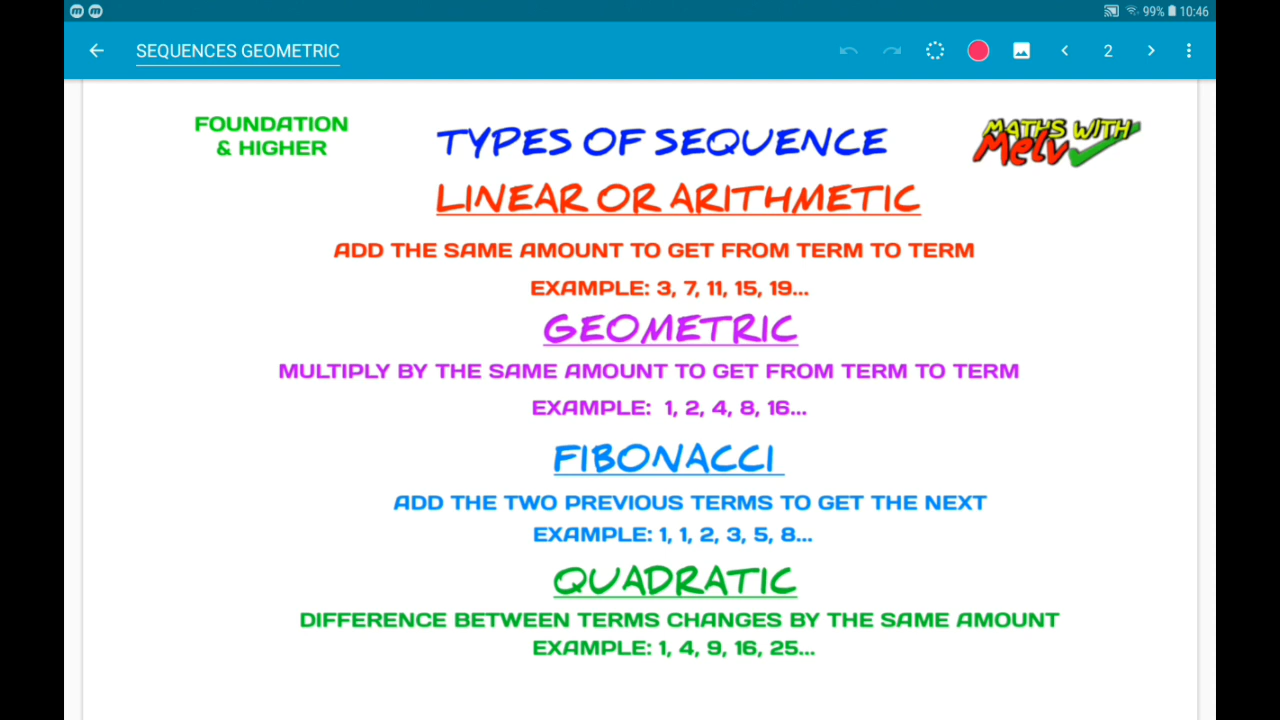 99% 10:46
SEQUENCES GEOMETRIC 2
FOUNDATION
& HIGHER
TYPES OF SEQUENCE
MATHS WITH
Melv
LINEAR OR ARITHMETIC
ADD THE SAME AMOUNT TO GET FROM TERM TO TERM
EXAMPLE: 3, 7, 11, 15, 19...
GEOMETRIC
MULTIPLY BY THE SAME AMOUNT TO GET FROM TERM TO TERM
EXAMPLE: 1, 2, 4, 8, 16...
FIBONACCI
ADD THE TWO PREVIOUS TERMS TO GET THE NEXT
EXAMPLE: 1, 1, 2, 3, 5, 8...
QUADRATIC
DIFFERENCE BETWEEN TERMS CHANGES BY THE SAME AMOUNT
EXAMPLE: 1, 4, 9, 16, 25...